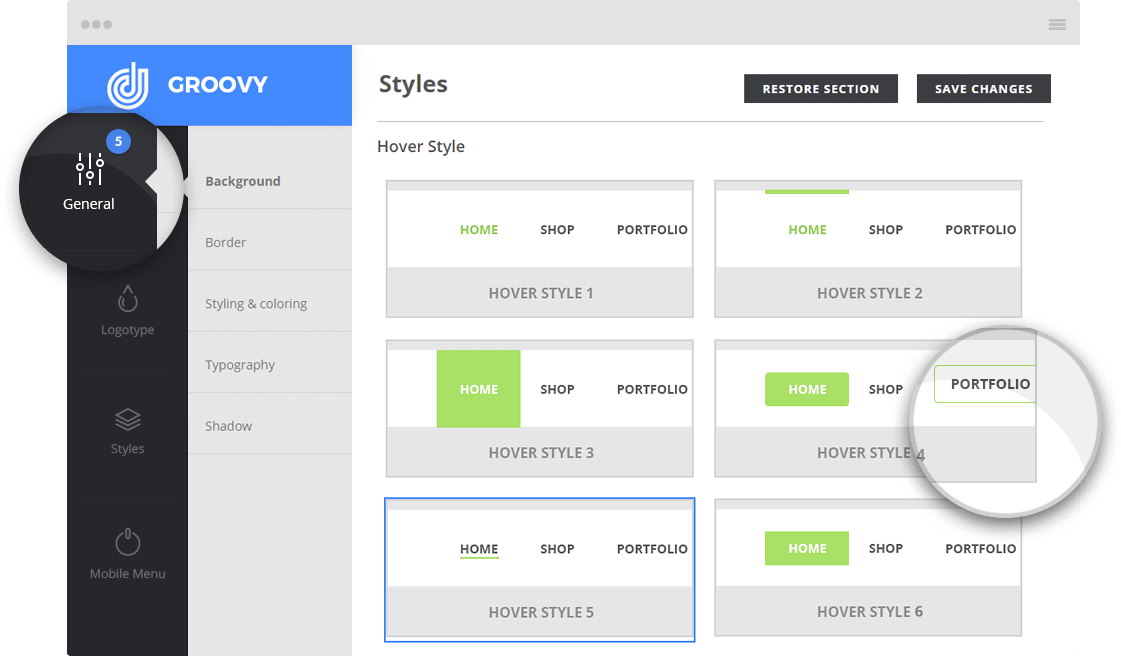 GROOVY
5
General
Logotype
Styles
Mobile Menu
Background
Border
Styling & coloring
Typography
Shadow
Styles
RESTORE SECTION
SAVE CHANGES
Hover Style
HOME SHOP PORTFOLIO
HOVER STYLE 1
HOME SHOP PORTFOLIO
HOVER STYLE 2
HOME SHOP PORTFOLIO
HOVER STYLE 3
HOME SHOP PORTFOLIO
HOVER STYLE 4
HOME SHOP PORTFOLIO
HOVER STYLE 5
HOME SHOP PORTFOLIO
HOVER STYLE 6